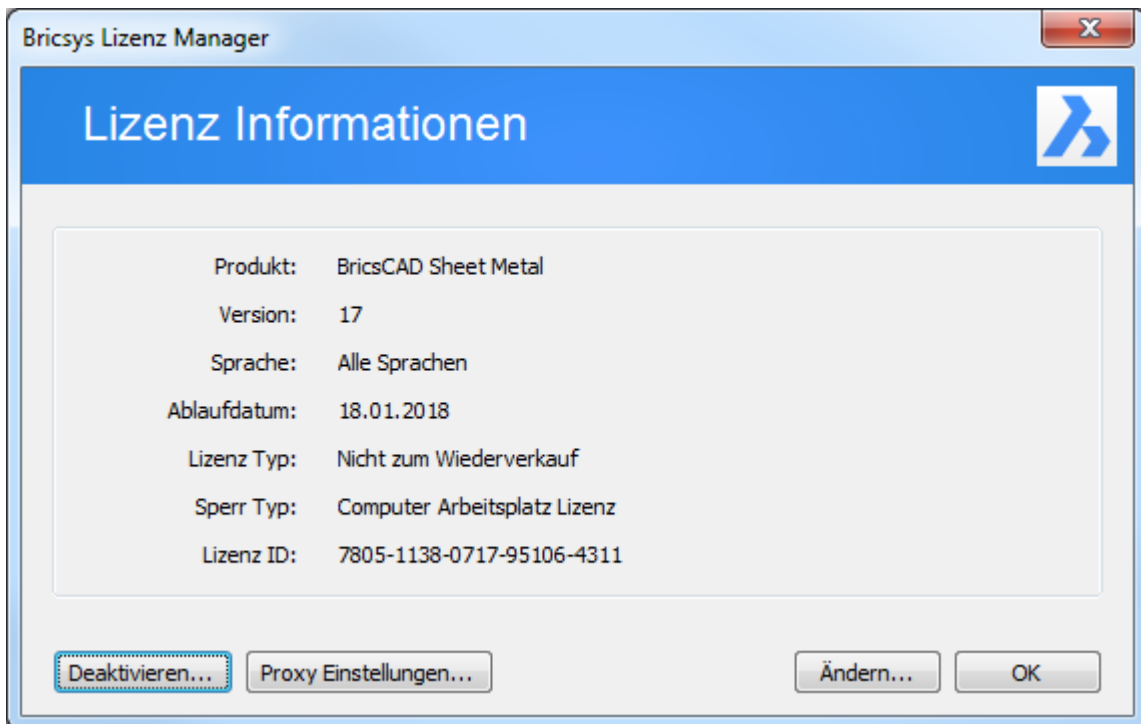 Bricsys Lizenz Manager
Lizenz Informationen
Produkt: BricsCAD Sheet Metal
Version: 17
Sprache: Alle Sprachen
Ablaufdatum: 18.01.2018
Lizenz Typ: Nicht zum Wiederverkauf
Sperr Typ: Computer Arbeitsplatz Lizenz
Lizenz ID: 7805-1138-0717-95106-4311
Deaktivieren... Proxy Einstellungen... Ändern... OK